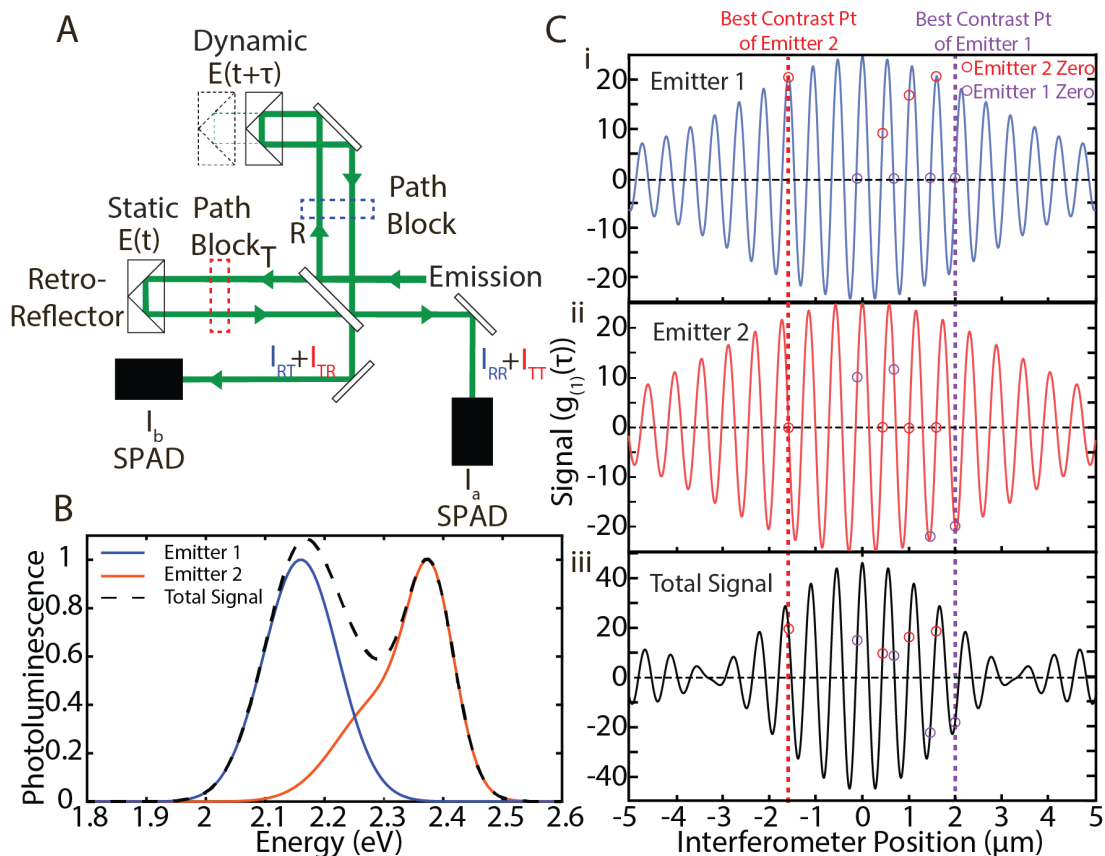 A
Dynamic
E(t+τ)
Path
Block
R
Static
E(t)
Path
Block
T
Emission
Retro-
Reflector
I_RT+I_TR
I_RR+I_TT
I_b
SPAD
I_a
SPAD
B
Emitter 1
Emitter 2
Total Signal
Photoluminescence
1
0.8
0.6
0.4
0.2
0
1.8
1.9
2
2.1
2.2
2.3
2.4
2.5
2.6
Energy (eV)
C
Best Contrast Pt
of Emitter 2
Best Contrast Pt
of Emitter 1
i
Emitter 1
Emitter 2 Zero
Emitter 1 Zero
20
10
0
-10
-20
ii
Emitter 2
20
10
0
-10
-20
Signal (g(1)(τ))
iii
Total Signal
40
20
0
-20
-40
-5
-4
-3
-2
-1
0
1
2
3
4
5
Interferometer Position (μm)